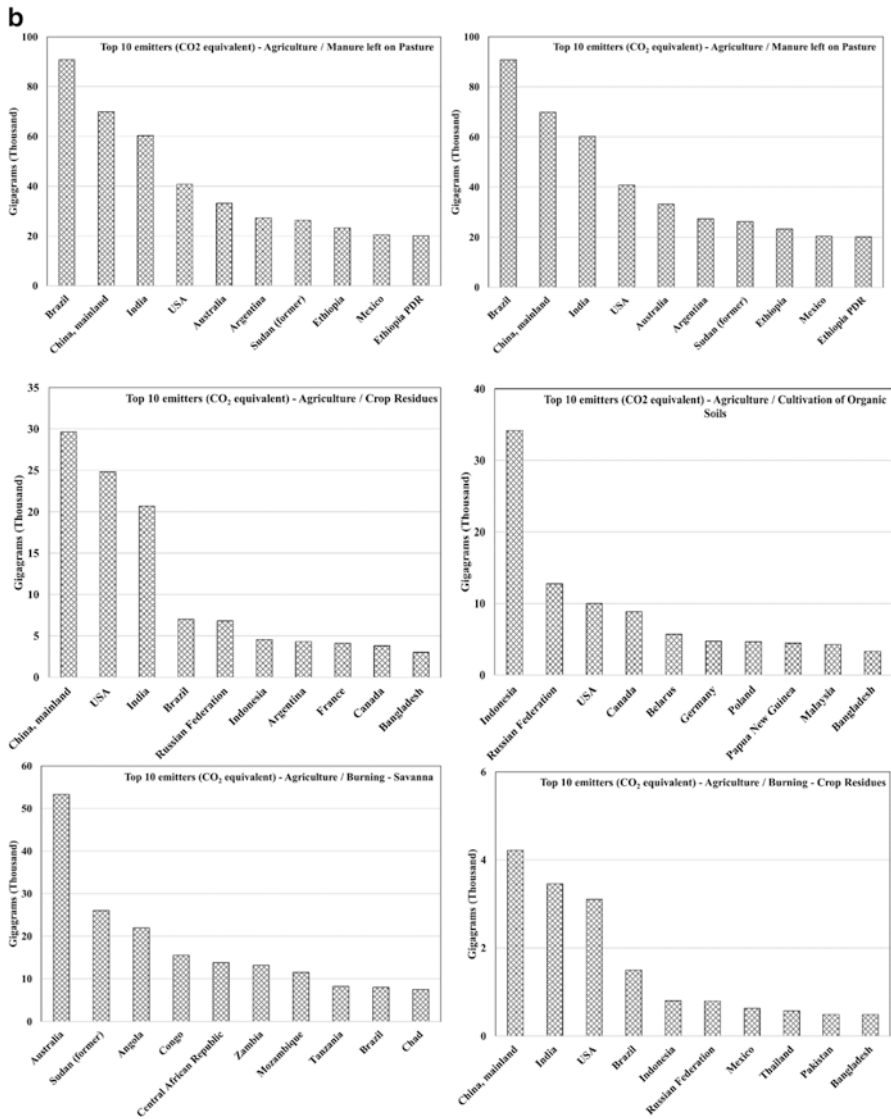 b
Top 10 emitters (CO2 equivalent) - Agriculture / Manure left on Pasture
Gigagrams (Thousand)
100
80
60
40
20
0
Brazil
China, mainland
India
USA
Australia
Argentina
Sudan (former)
Ethiopia
Mexico
Ethiopia PDR
Top 10 emitters (CO₂ equivalent) - Agriculture / Manure left on Pasture
Gigagrams (Thousand)
100
80
60
40
20
0
Brazil
China, mainland
India
USA
Australia
Argentina
Sudan (former)
Ethiopia
Mexico
Ethiopia PDR
Top 10 emitters (CO₂ equivalent) - Agriculture / Crop Residues
Gigagrams (Thousand)
35
30
25
20
15
10
5
0
China, mainland
USA
India
Brazil
Russian Federation
Indonesia
Argentina
France
Canada
Bangladesh
Top 10 emitters (CO2 equivalent) - Agriculture / Cultivation of Organic
Soils
Gigagrams (Thousand)
40
30
20
10
0
Indonesia
Russian Federation
USA
Canada
Belarus
Germany
Poland
Papua New Guinea
Malaysia
Bangladesh
Top 10 emitters (CO₂ equivalent) - Agriculture / Burning - Savanna
Gigagrams (Thousand)
60
50
40
30
20
10
0
Australia
Sudan (former)
Angola
Congo
Central African Republic
Zambia
Mozambique
Tanzania
Brazil
Chad
Top 10 emitters (CO₂ equivalent) - Agriculture / Burning - Crop Residues
Gigagrams (Thousand)
6
4
2
0
China, mainland
India
USA
Brazil
Indonesia
Russian Federation
Mexico
Thailand
Pakistan
Bangladesh